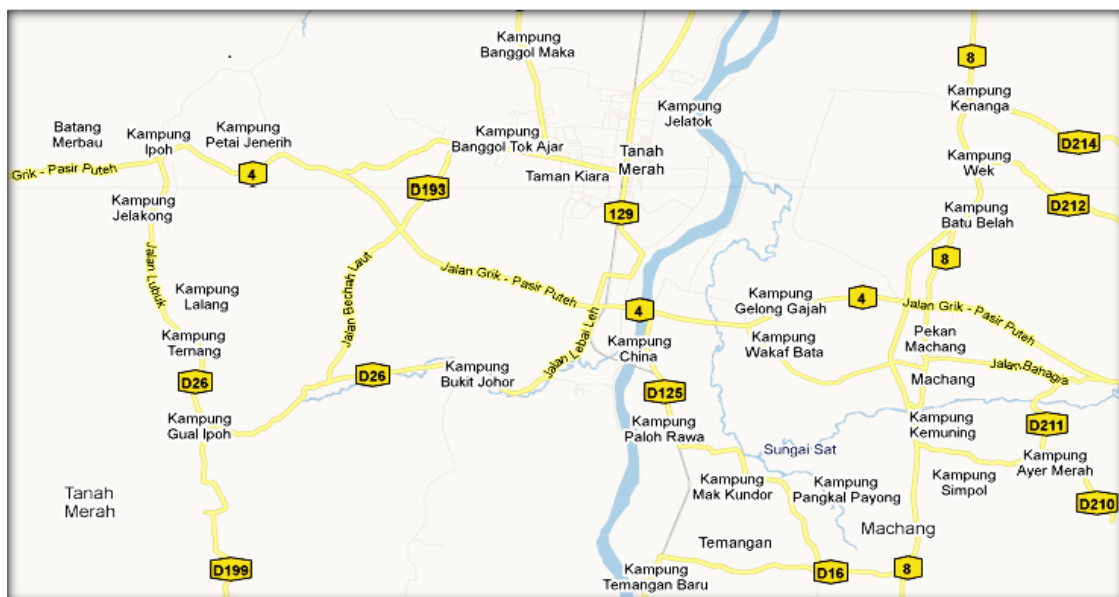 Kampung
Banggol Maka
8
Kampung
Kenanga
Kampung
Jelatok
Batang
Merbau
Kampung
Ipoh
Kampung
Petai Jenerih
Kampung
Banggol Tok Ajar
Tanah
Merah
D214
Grik - Pasir Puteh
4
D193
Taman Kiara
Kampung
Wek
Kampung
Jelakong
129
D212
Kampung
Batu Belah
8
Jalan Lubuk
Jalan Bechah Laut
Jalan Grik - Pasir Puteh
Kampung
Lalang
4
Kampung
Gelong Gajah
4
Jalan Grik - Pasir Puteh
Kampung
Ternang
Jalan Lebai Leh
Kampung
China
Kampung
Wakaf Bata
Pekan
Machang
D26
D26
Kampung
Bukit Johor
Jalan Bahagra
Machang
D125
Kampung
Gual Ipoh
Kampung
Paloh Rawa
Kampung
Kemuning
D211
Sungai Sat
Kampung
Ayer Merah
Tanah
Merah
Kampung
Mak Kundor
Kampung
Pangkal Payong
Kampung
Simpol
D210
Machang
Temangan
D199
Kampung
Temangan Baru
D16
8